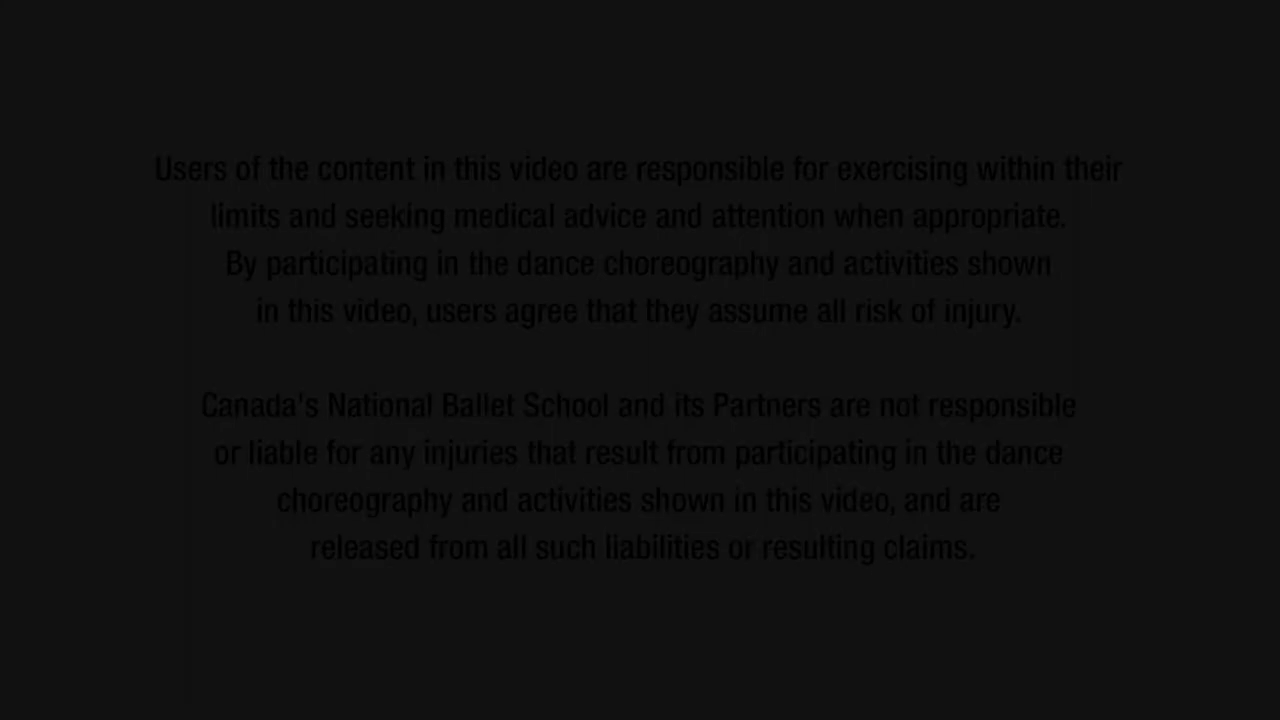 Users of the content in this video are responsible for exercising within their
limits and seeking medical advice and attention when appropriate.
By participating in the dance choreography and activities shown
in this video, users agree that they assume all risk of injury.
Canada's National Ballet School and its Partners are not responsible
or liable for any injuries that result from participating in the dance
choreography and activities shown in this video, and are
released from all such liabilities or resulting claims.